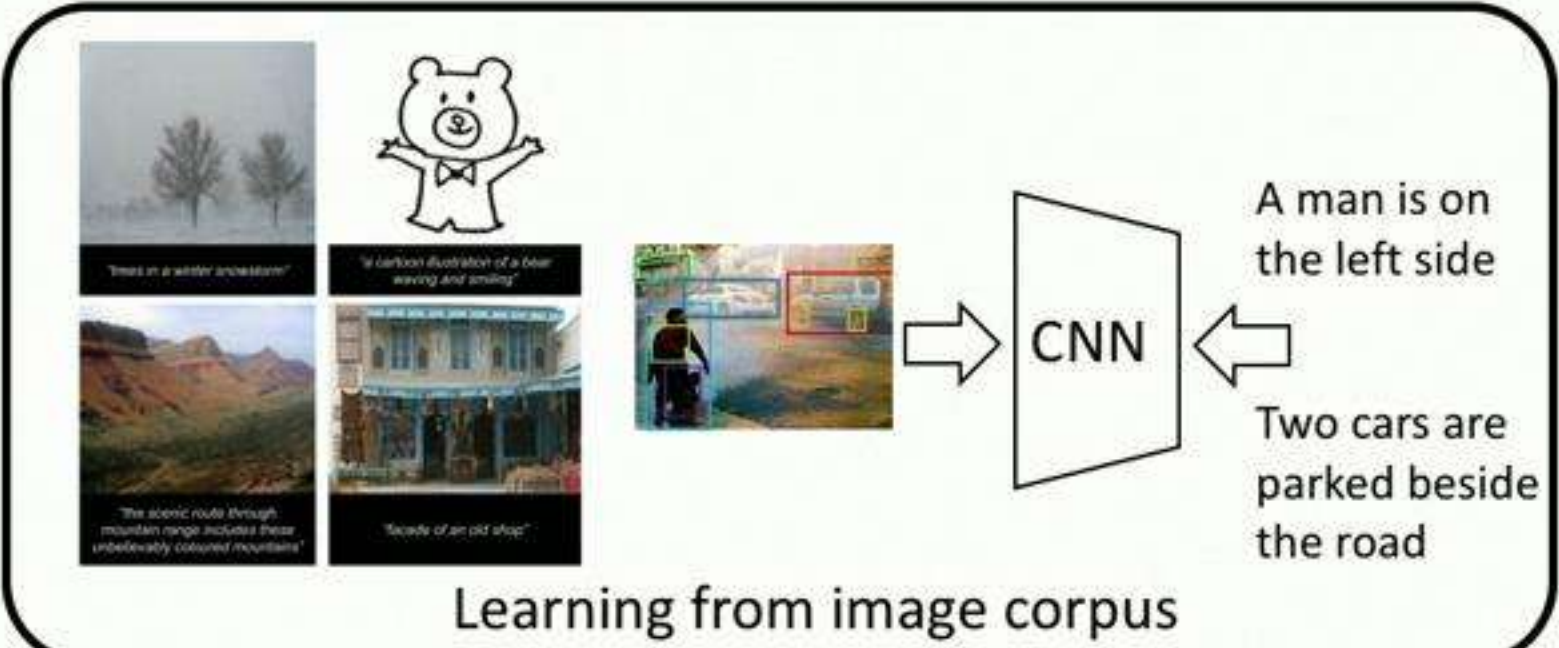 "trees in a winter snowstorm"
"a cartoon illustration of a bear
waving and smiling"
"the scenic route through
mountain range includes these
unbelievably coloured mountains"
"facade of an old shop"
CNN
A man is on
the left side
Two cars are
parked beside
the road
Learning from image corpus